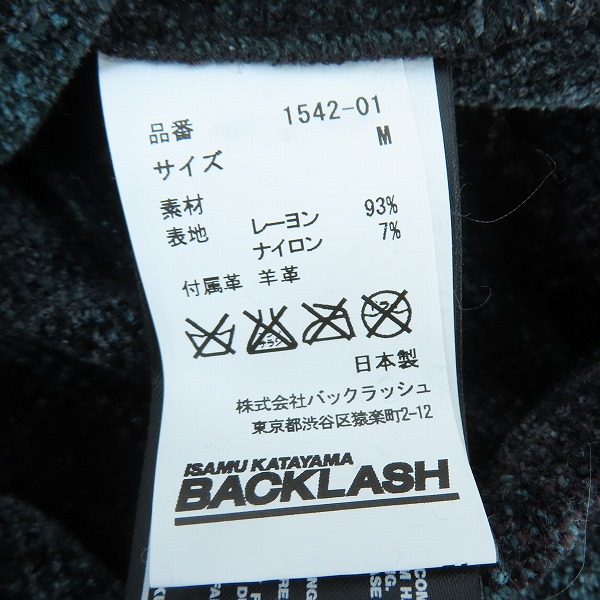 品番 1542-01
サイズ M
素材
表地 レーヨン 93%
ナイロン 7%
付属革 羊革
日本製
株式会社バックラッシュ
東京都渋谷区猿楽町2-12
ISAMU KATAYAMA
BACKLASH